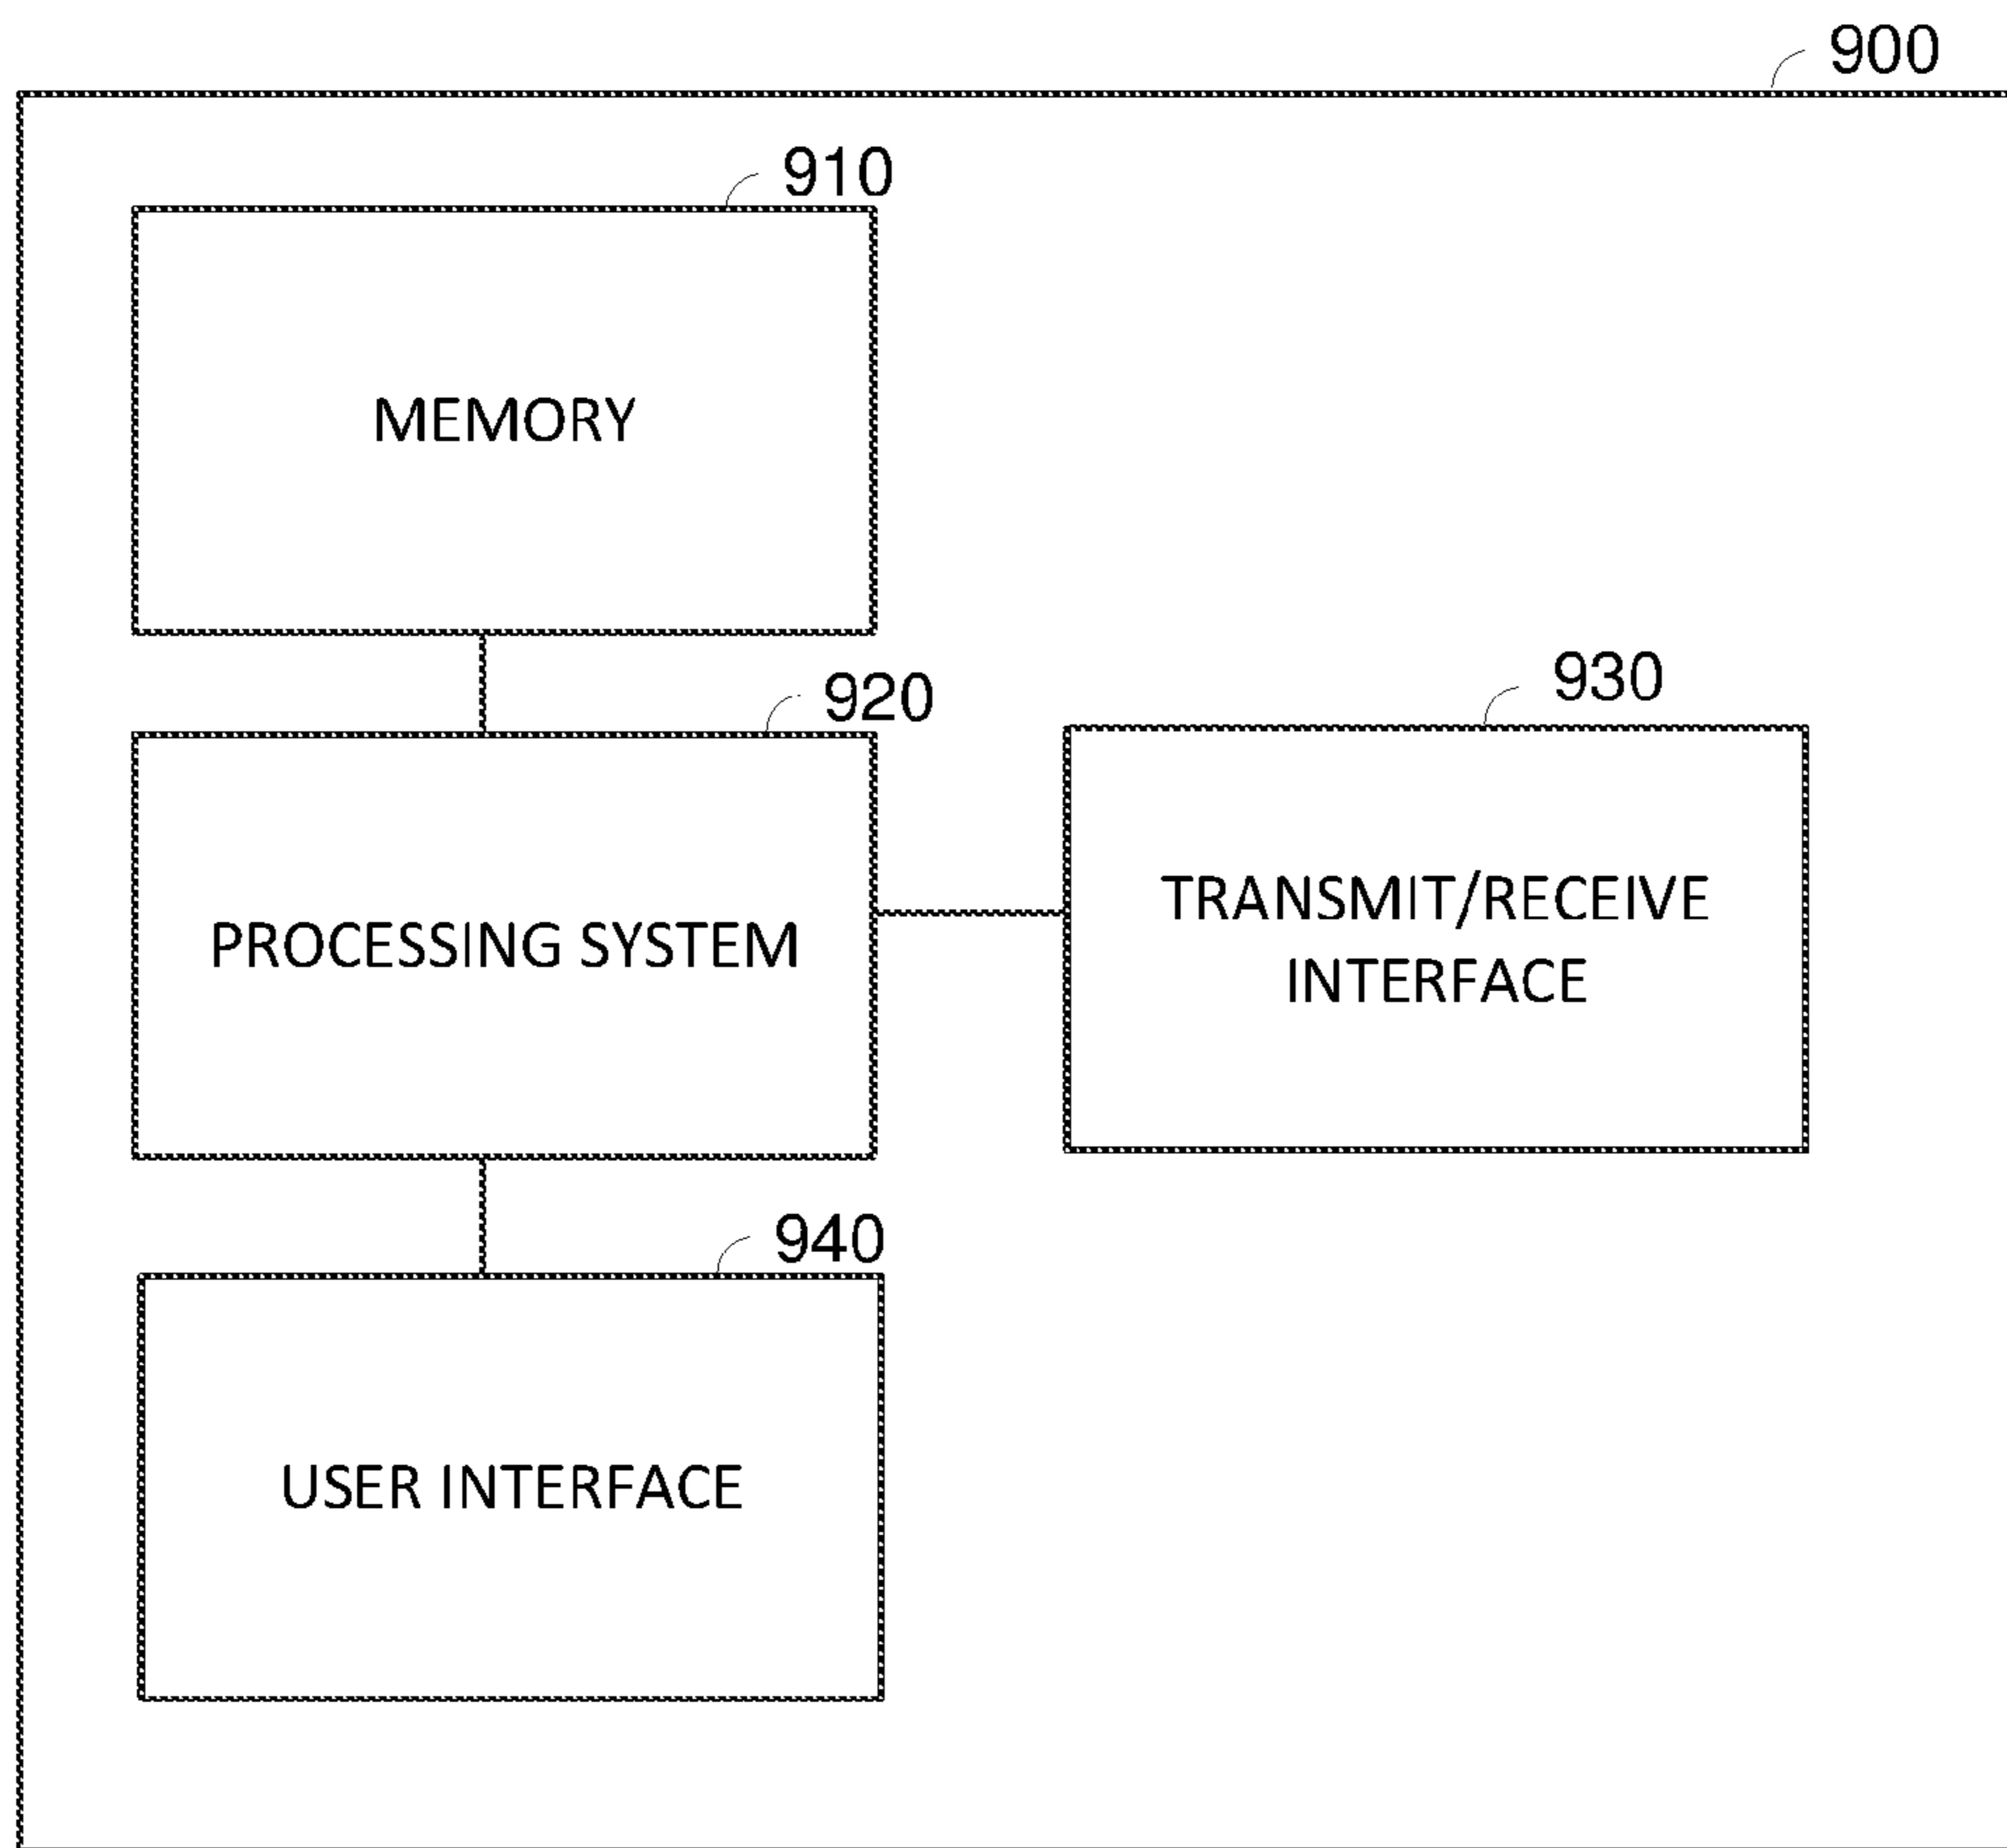 900
910
MEMORY
920
930
PROCESSING SYSTEM
TRANSMIT/RECEIVE
INTERFACE
940
USER INTERFACE